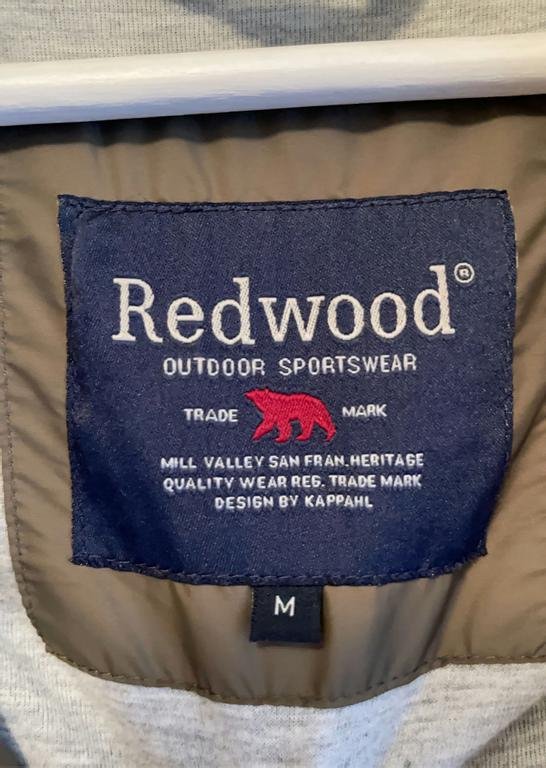 Redwood®
OUTDOOR SPORTSWEAR
TRADE MARK
MILL VALLEY SAN FRAN.HERITAGE
QUALITY WEAR REG. TRADE MARK
DESIGN BY KAPPAHL
M